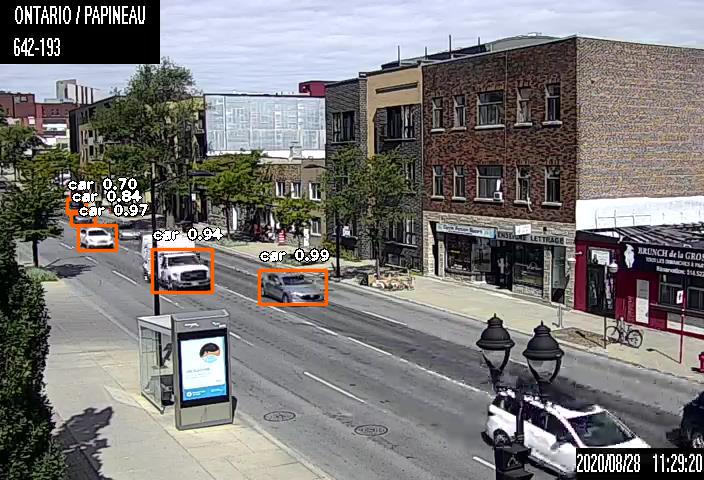 ONTARIO / PAPINEAU
642-193
car 0.70
car 0.84
car 0.97
car 0.94
car 0.99
ENSEIGNE LETTRAGE
BRUNCH de la GROS
2020/08/28 11:29:20